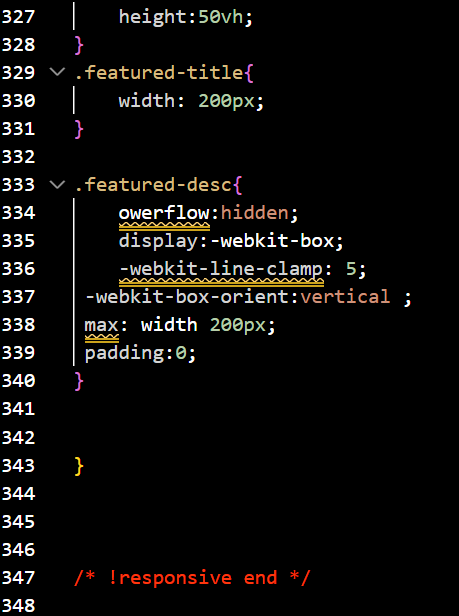 327 height:50vh;
328 }
329 .featured-title{
330 width: 200px;
331 }
332
333 .featured-desc{
334 owerflow:hidden;
335 display:-webkit-box;
336 -webkit-line-clamp: 5;
337 -webkit-box-orient:vertical ;
338 max: width 200px;
339 padding:0;
340 }
341
342
343 }
344
345
346
347 /* !responsive end */
348